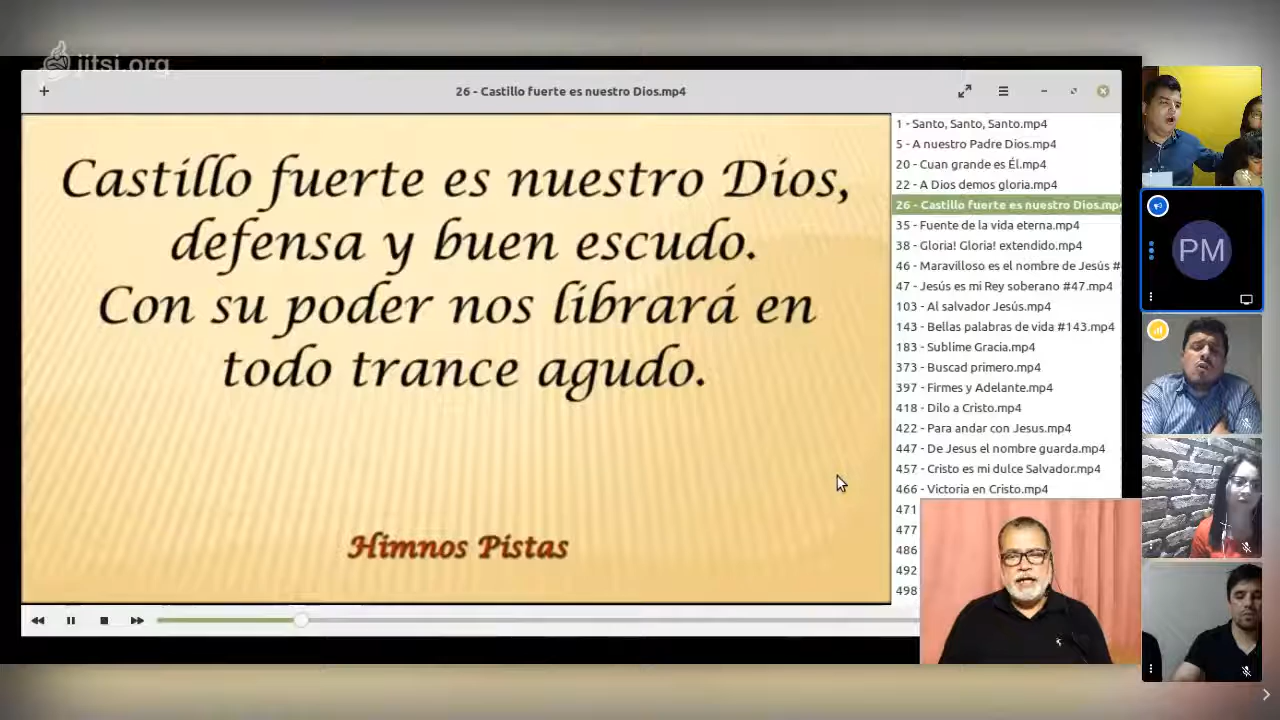 jitsi.org
26 - Castillo fuerte es nuestro Dios.mp4
Castillo fuerte es nuestro Dios,
defensa y buen escudo.
Con su poder nos librará en
todo trance agudo.
Himnos Pistas
1 - Santo, Santo, Santo.mp4
5 - A nuestro Padre Dios.mp4
20 - Cuan grande es Él.mp4
22 - A Dios demos gloria.mp4
26 - Castillo fuerte es nuestro Dios.mp4
35 - Fuente de la vida eterna.mp4
38 - Gloria! Gloria! extendido.mp4
46 - Maravilloso es el nombre de Jesús #
47 - Jesús es mi Rey soberano #47.mp4
103 - Al salvador Jesús.mp4
143 - Bellas palabras de vida #143.mp4
183 - Sublime Gracia.mp4
373 - Buscad primero.mp4
397 - Firmes y Adelante.mp4
418 - Dilo a Cristo.mp4
422 - Para andar con Jesus.mp4
447 - De Jesus el nombre guarda.mp4
457 - Cristo es mi dulce Salvador.mp4
466 - Victoria en Cristo.mp4
471
477
486
492
498
PM